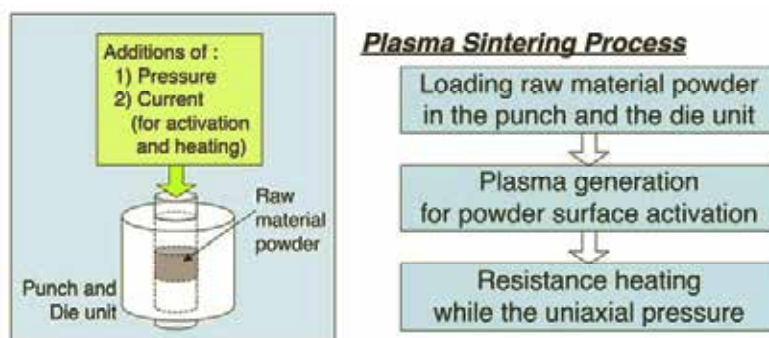 Additions of :
1) Pressure
2) Current
(for activation
and heating)
Raw
material
powder
Punch and
Die unit
Plasma Sintering Process
Loading raw material powder
in the punch and the die unit
Plasma generation
for powder surface activation
Resistance heating
while the uniaxial pressure